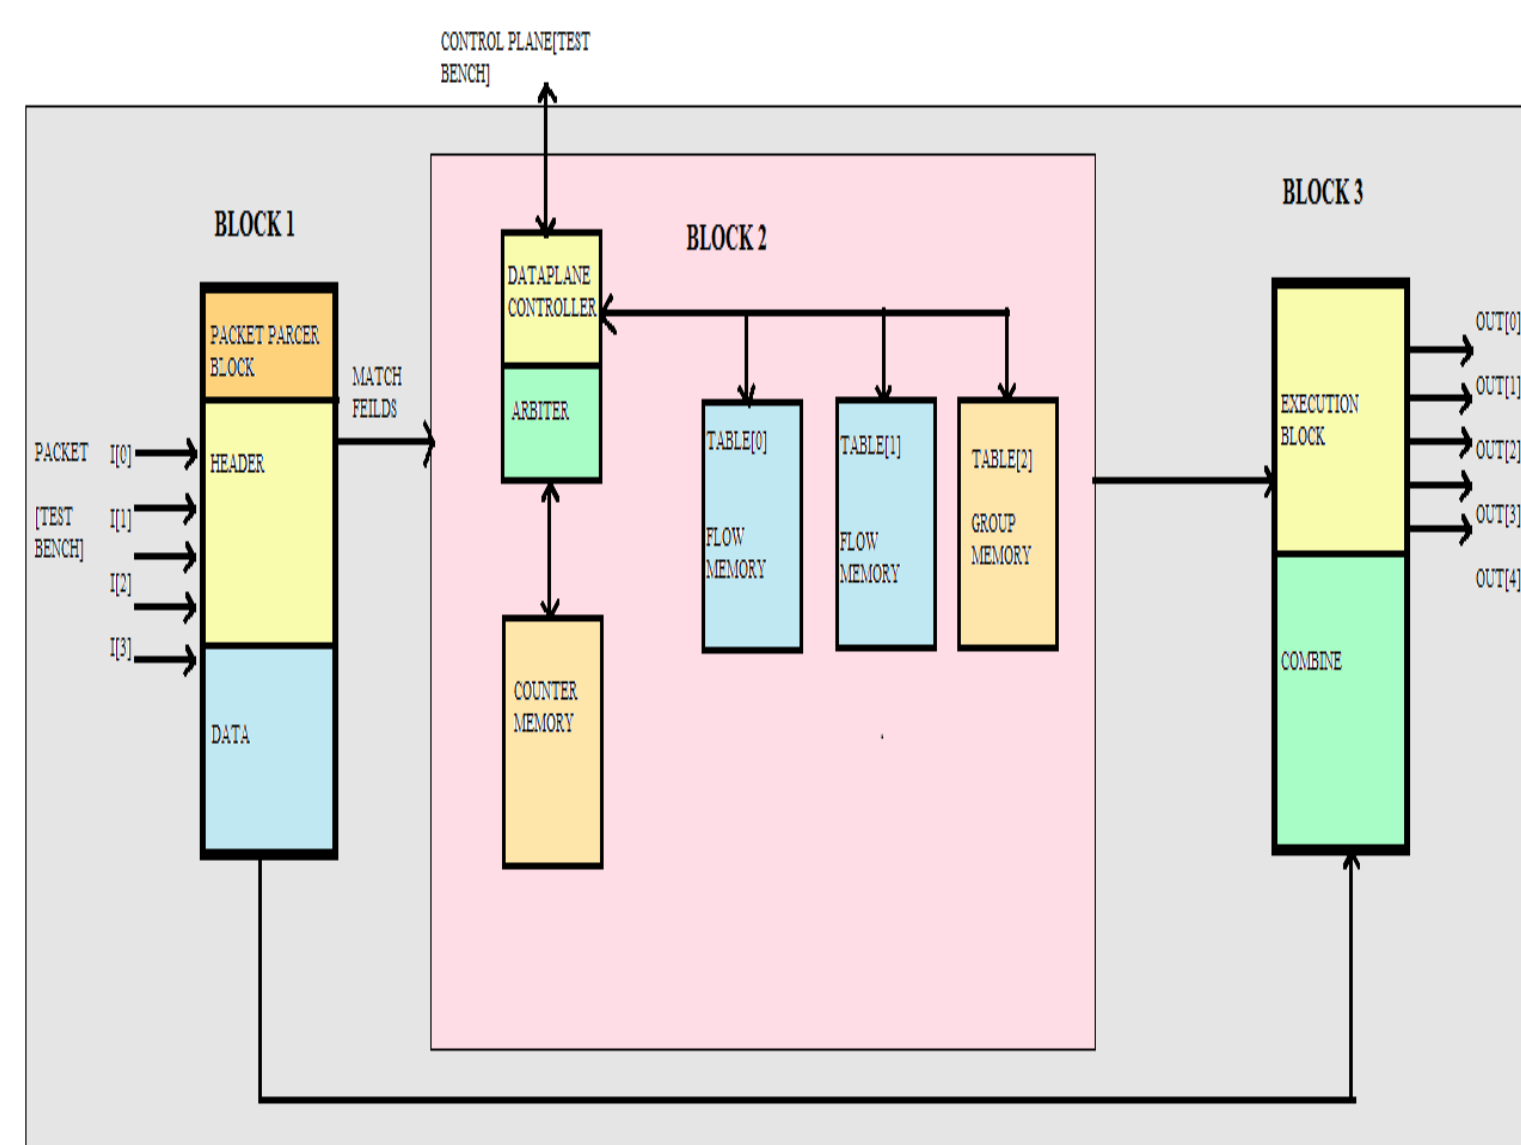 CONTROL PLANE[TEST
BENCH]
BLOCK 1
BLOCK 2
BLOCK 3
PACKET PARCER
BLOCK
HEADER
DATA
PACKET
[TEST
BENCH]
I[0]
I[1]
I[2]
I[3]
MATCH
FEILDS
DATAPLANE
CONTROLLER
ARBITER
COUNTER
MEMORY
TABLE[0]
FLOW
MEMORY
TABLE[1]
FLOW
MEMORY
TABLE[2]
GROUP
MEMORY
EXECUTION
BLOCK
COMBINE
OUT[0]
OUT[1]
OUT[2]
OUT[3]
OUT[4]